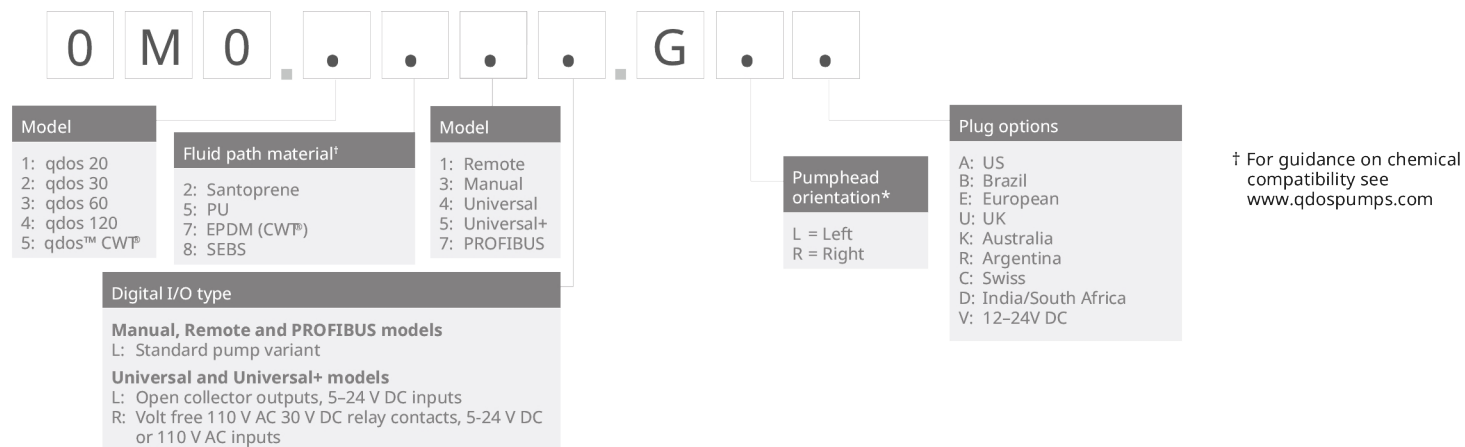 0 M 0 . . . . . . G . .
Model
1: qdos 20
2: qdos 30
3: qdos 60
4: qdos 120
5: qdos™ CWT®
Fluid path material†
2: Santoprene
5: PU
7: EPDM (CWT®)
8: SEBS
Model
1: Remote
3: Manual
4: Universal
5: Universal+
7: PROFIBUS
Digital I/O type
Manual, Remote and PROFIBUS models
L: Standard pump variant
Universal and Universal+ models
L: Open collector outputs, 5–24 V DC inputs
R: Volt free 110 V AC 30 V DC relay contacts, 5-24 V DC
or 110 V AC inputs
Pumphead
orientation*
L = Left
R = Right
Plug options
A: US
B: Brazil
E: European
U: UK
K: Australia
R: Argentina
C: Swiss
D: India/South Africa
V: 12–24V DC
† For guidance on chemical
compatibility see
www.qdospumps.com